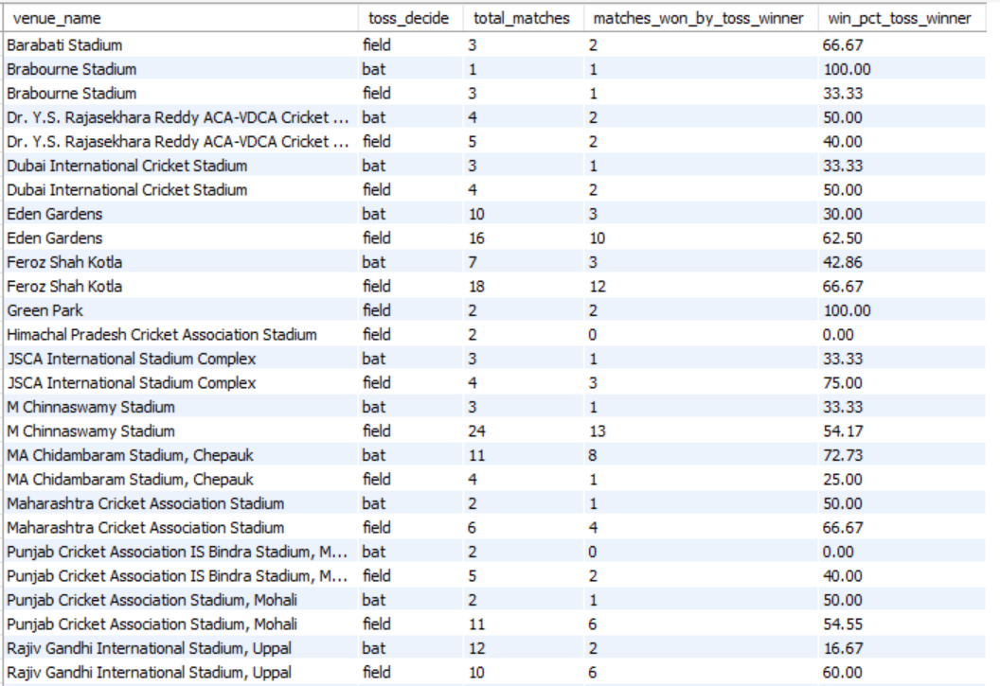 venue_name toss_decide total_matches matches_won_by_toss_winner win_pct_toss_winner
Barabati Stadium field 3 2 66.67
Brabourne Stadium bat 1 1 100.00
Brabourne Stadium field 3 1 33.33
Dr. Y.S. Rajasekhara Reddy ACA-VDCA Cricket ... bat 4 2 50.00
Dr. Y.S. Rajasekhara Reddy ACA-VDCA Cricket ... field 5 2 40.00
Dubai International Cricket Stadium bat 3 1 33.33
Dubai International Cricket Stadium field 4 2 50.00
Eden Gardens bat 10 3 30.00
Eden Gardens field 16 10 62.50
Feroz Shah Kotla bat 7 3 42.86
Feroz Shah Kotla field 18 12 66.67
Green Park field 2 2 100.00
Himachal Pradesh Cricket Association Stadium field 2 0 0.00
JSCA International Stadium Complex bat 3 1 33.33
JSCA International Stadium Complex field 4 3 75.00
M Chinnaswamy Stadium bat 3 1 33.33
M Chinnaswamy Stadium field 24 13 54.17
MA Chidambaram Stadium, Chepauk bat 11 8 72.73
MA Chidambaram Stadium, Chepauk field 4 1 25.00
Maharashtra Cricket Association Stadium bat 2 1 50.00
Maharashtra Cricket Association Stadium field 6 4 66.67
Punjab Cricket Association IS Bindra Stadium, M... bat 2 0 0.00
Punjab Cricket Association IS Bindra Stadium, M... field 5 2 40.00
Punjab Cricket Association Stadium, Mohali bat 2 1 50.00
Punjab Cricket Association Stadium, Mohali field 11 6 54.55
Rajiv Gandhi International Stadium, Uppal bat 12 2 16.67
Rajiv Gandhi International Stadium, Uppal field 10 6 60.00